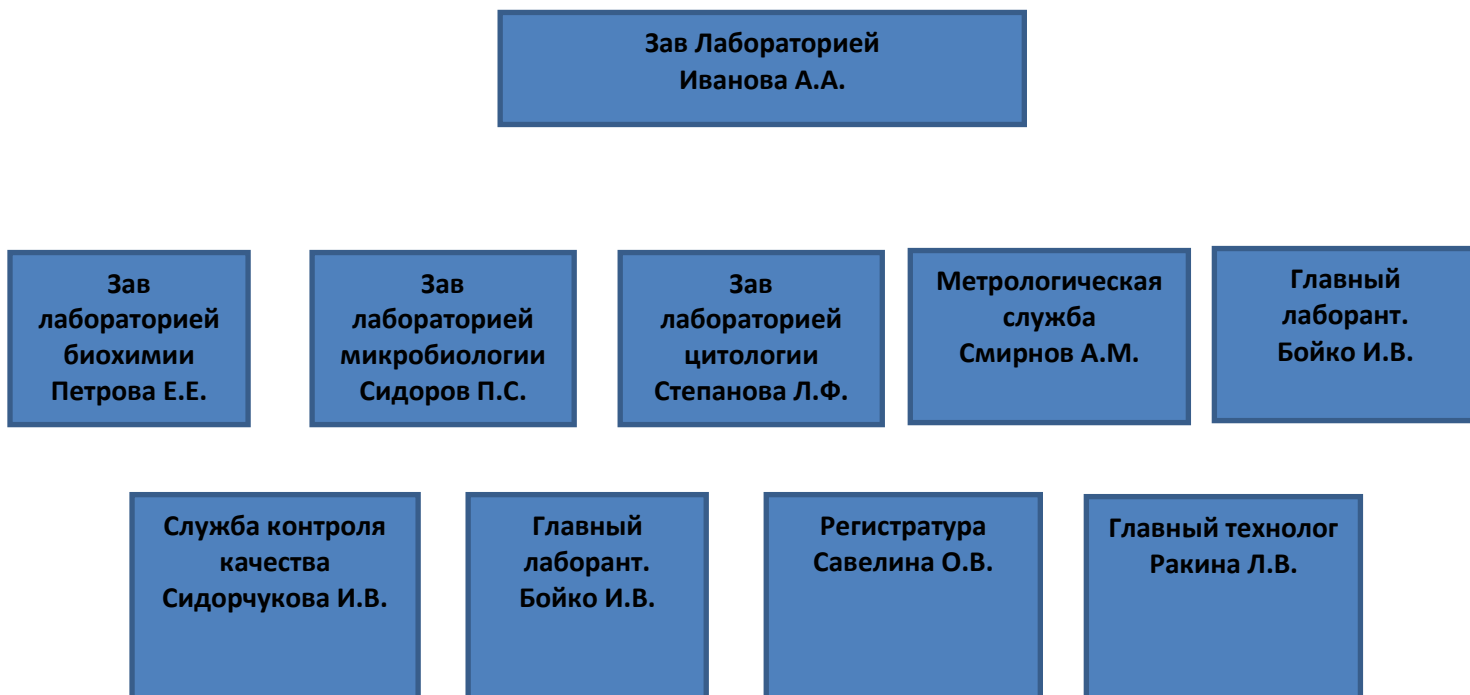 Зав Лабораторией
Иванова А.А.
Зав
лабораторией
биохимии
Петрова Е.Е.
Зав
лабораторией
микробиологии
Сидоров П.С.
Зав
лабораторией
цитологии
Степанова Л.Ф.
Метрологическая
служба
Смирнов А.М.
Главный
лаборант.
Бойко И.В.
Служба контроля
качества
Сидорчукова И.В.
Главный
лаборант.
Бойко И.В.
Регистратура
Савелина О.В.
Главный технолог
Ракина Л.В.